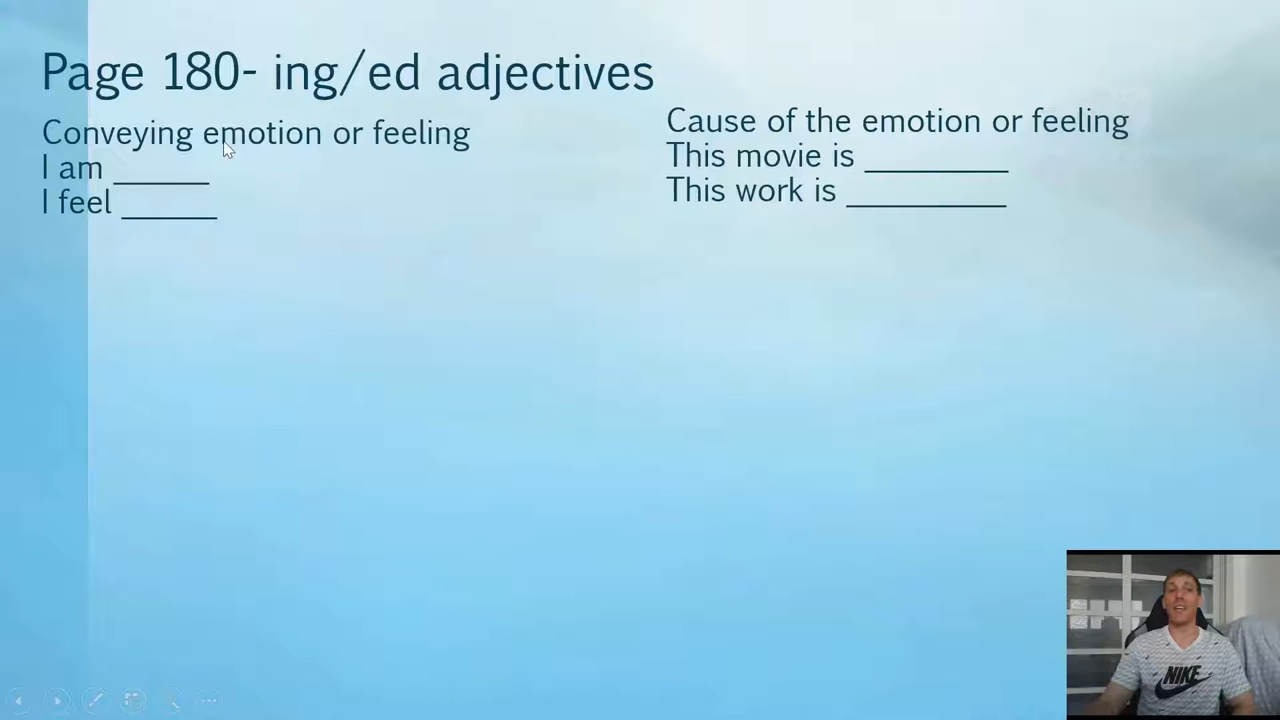 Page 180- ing/ed adjectives
Conveying emotion or feeling
I am ______
I feel ______
Cause of the emotion or feeling
This movie is _________
This work is __________
NIKE